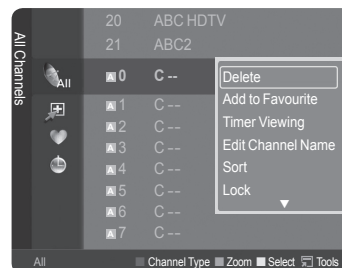 All Channels
20 ABC HDTV
21 ABC2
All
A 0 C --
A 1 C --
A 2 C --
A 3 C --
A 4 C --
A 5 C --
A 6 C --
A 7 C --
Delete
Add to Favourite
Timer Viewing
Edit Channel Name
Sort
Lock
▼
All Channel Type Zoom Select Tools